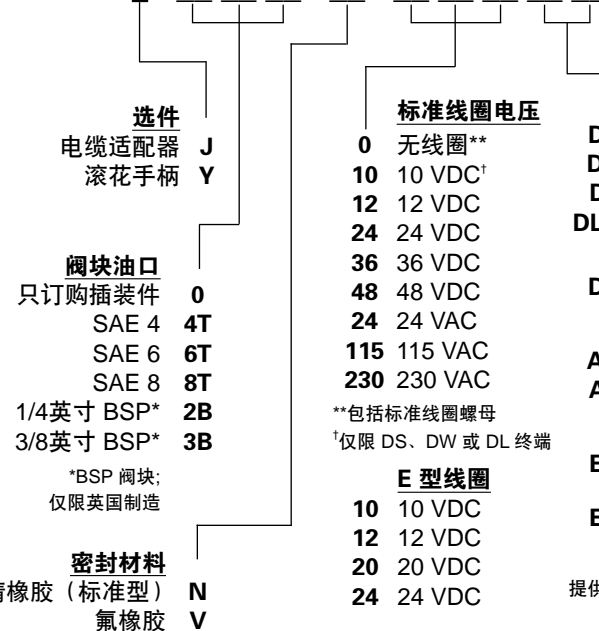 选件
电缆适配器 J
滚花手柄 Y
阀块油口
只订购插装件 0
SAE 4 4T
SAE 6 6T
SAE 8 8T
1/4英寸 BSP* 2B
3/8英寸 BSP* 3B
*BSP 阀块;
仅限英国制造
密封材料
橡胶（标准型） N
氟橡胶 V
标准线圈电压
0 无线圈**
10 10 VDC†
12 12 VDC
24 24 VDC
36 36 VDC
48 48 VDC
24 24 VAC
115 115 VAC
230 230 VAC
**包括标准线圈螺母
†仅限 DS、DW 或 DL 终端
E 型线圈
10 10 VDC
12 12 VDC
20 20 VDC
24 24 VDC
DL
提供